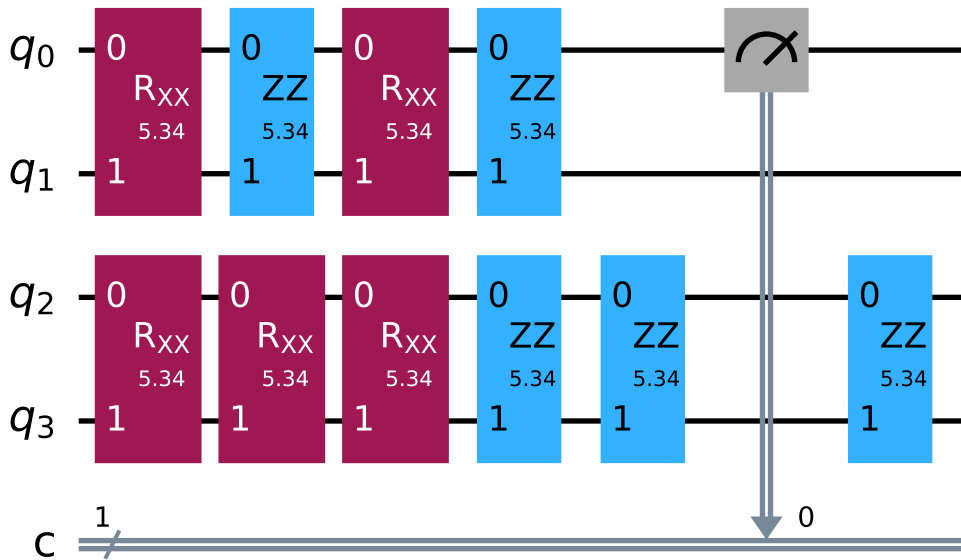 q0 0 0 0 0
RXX ZZ RXX ZZ
5.34 5.34 5.34 5.34
q1 1 1 1 1
q2 0 0 0 0 0 0
RXX RXX RXX ZZ ZZ ZZ
5.34 5.34 5.34 5.34 5.34 5.34
q3 1 1 1 1 1 1
1 0
c